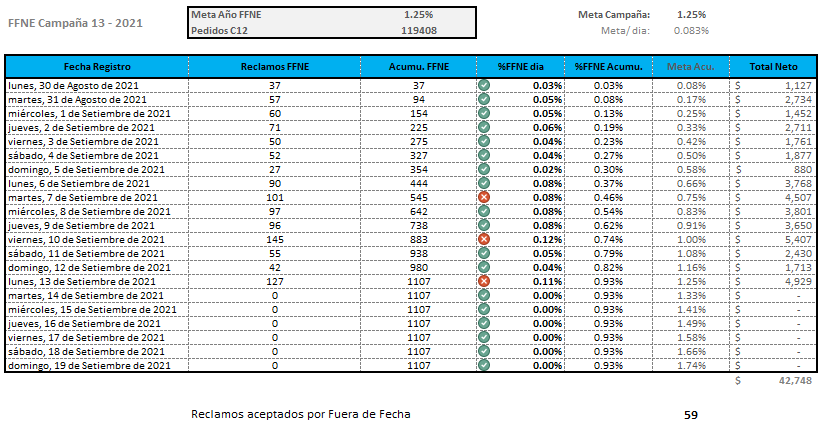 FFNE Campaña 13 - 2021
Meta Año FFNE 1.25%
Pedidos C12 119408
Meta Campaña: 1.25%
Meta/ dia: 0.083%
Fecha Registro Reclamos FFNE Acumu. FFNE %FFNE dia %FFNE Acumu. Meta Acu. Total Neto
lunes, 30 de Agosto de 2021 37 37 0.03% 0.03% 0.08% $ 1,127
martes, 31 de Agosto de 2021 57 94 0.05% 0.08% 0.17% $ 2,734
miércoles, 1 de Setiembre de 2021 60 154 0.05% 0.13% 0.25% $ 1,452
jueves, 2 de Setiembre de 2021 71 225 0.06% 0.19% 0.33% $ 2,711
viernes, 3 de Setiembre de 2021 50 275 0.04% 0.23% 0.42% $ 1,761
sábado, 4 de Setiembre de 2021 52 327 0.04% 0.27% 0.50% $ 1,877
domingo, 5 de Setiembre de 2021 27 354 0.02% 0.30% 0.58% $ 880
lunes, 6 de Setiembre de 2021 90 444 0.08% 0.37% 0.66% $ 3,768
martes, 7 de Setiembre de 2021 101 545 0.08% 0.46% 0.75% $ 4,507
miércoles, 8 de Setiembre de 2021 97 642 0.08% 0.54% 0.83% $ 3,801
jueves, 9 de Setiembre de 2021 96 738 0.08% 0.62% 0.91% $ 3,650
viernes, 10 de Setiembre de 2021 145 883 0.12% 0.74% 1.00% $ 5,407
sábado, 11 de Setiembre de 2021 55 938 0.05% 0.79% 1.08% $ 2,430
domingo, 12 de Setiembre de 2021 42 980 0.04% 0.82% 1.16% $ 1,713
lunes, 13 de Setiembre de 2021 127 1107 0.11% 0.93% 1.25% $ 4,929
martes, 14 de Setiembre de 2021 0 1107 0.00% 0.93% 1.33% $ -
miércoles, 15 de Setiembre de 2021 0 1107 0.00% 0.93% 1.41% $ -
jueves, 16 de Setiembre de 2021 0 1107 0.00% 0.93% 1.49% $ -
viernes, 17 de Setiembre de 2021 0 1107 0.00% 0.93% 1.58% $ -
sábado, 18 de Setiembre de 2021 0 1107 0.00% 0.93% 1.66% $ -
domingo, 19 de Setiembre de 2021 0 1107 0.00% 0.93% 1.74% $ -
$ 42,748
Reclamos aceptados por Fuera de Fecha 59